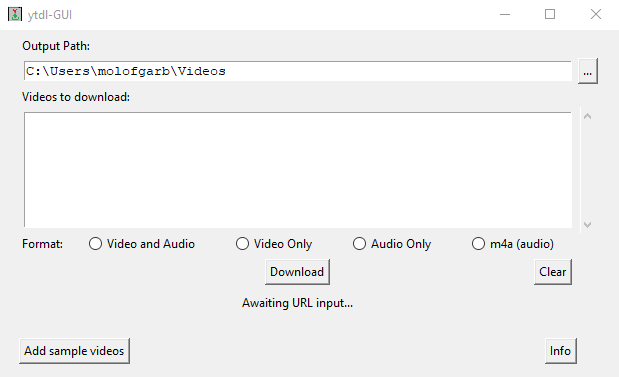 ytdl-GUI
Output Path:
C:\Users\molofgarb\Videos
...
Videos to download:
Format: Video and Audio Video Only Audio Only m4a (audio)
Download Clear
Awaiting URL input...
Add sample videos Info